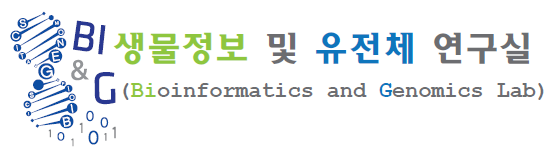 BI
&
G
생물정보 및 유전체 연구실
(Bioinformatics and Genomics Lab)